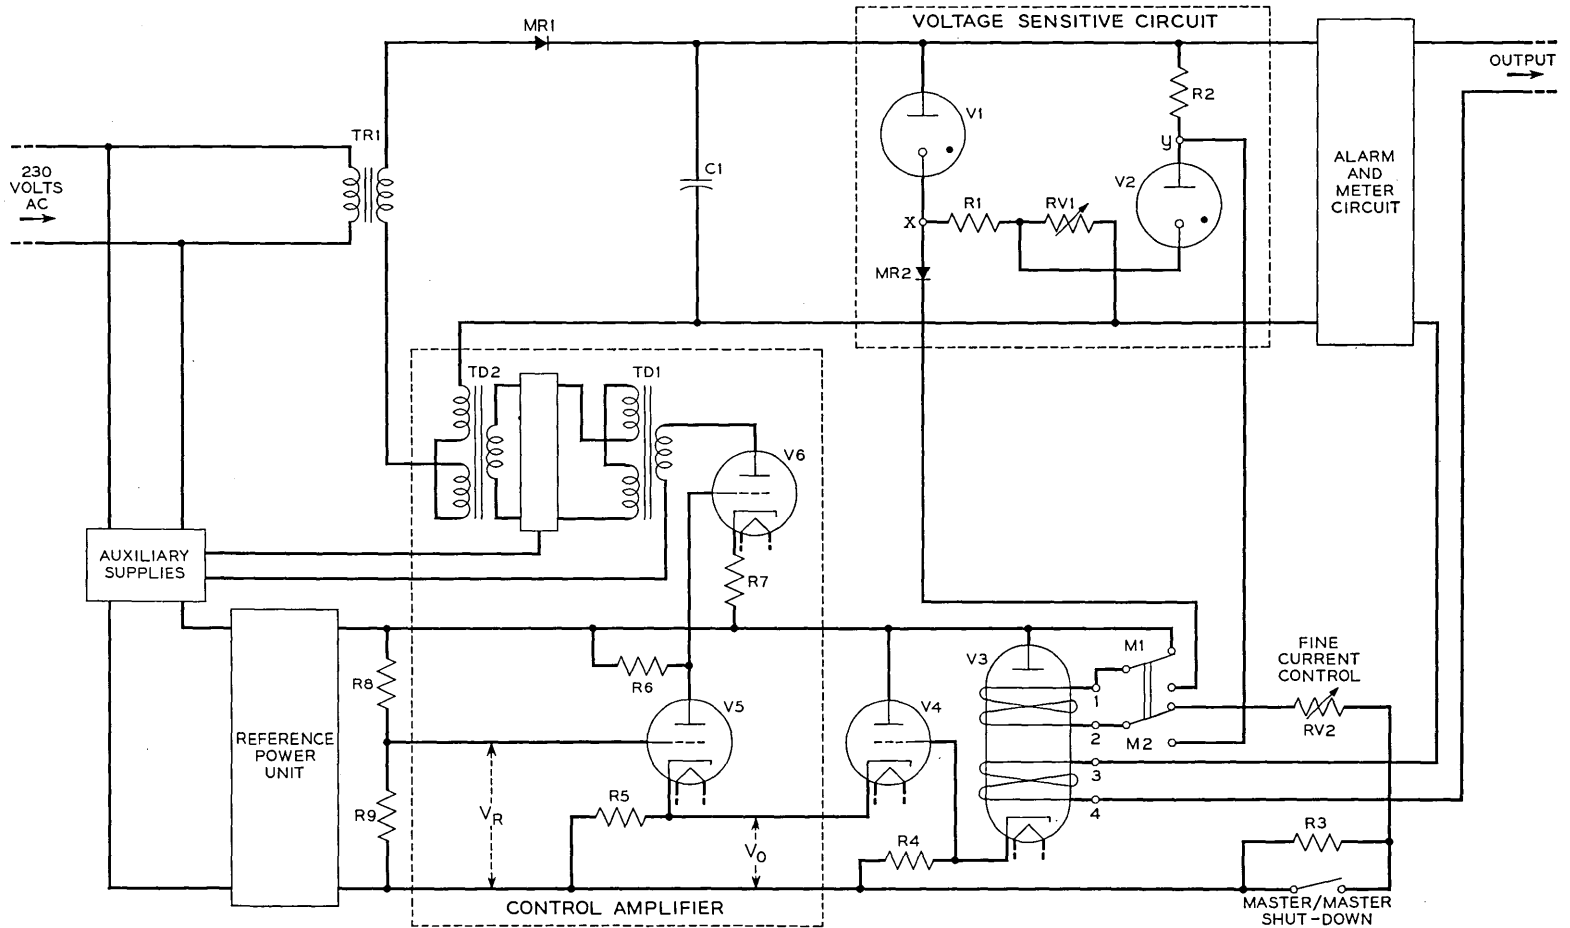 VOLTAGE SENSITIVE CIRCUIT
MR1
OUTPUT
R2
V1
TR1
y
230
VOLTS
AC
C1
ALARM
AND
METER
CIRCUIT
V2
R1
RV1
X
MR2
TD2
TD1
V6
AUXILIARY
SUPPLIES
R7
M1
FINE
CURRENT
CONTROL
V3
R8
R6
1
V5
V4
RV2
2
M2
REFERENCE
POWER
UNIT
3
R5
4
R9
VR
R3
R4
VO
CONTROL AMPLIFIER
MASTER/MASTER
SHUT-DOWN